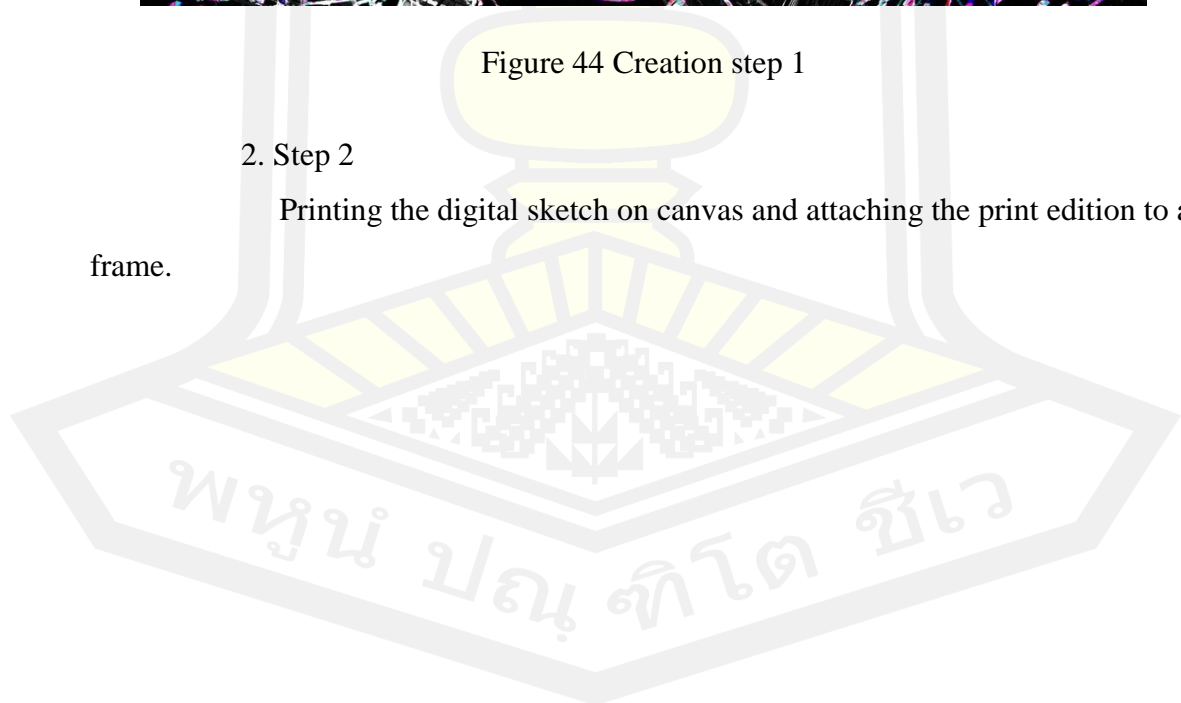 Figure 44 Creation step 1
2. Step 2
Printing the digital sketch on canvas and attaching the print edition to a
frame.
พหูนํ ปณฺฑิโต ชีเว